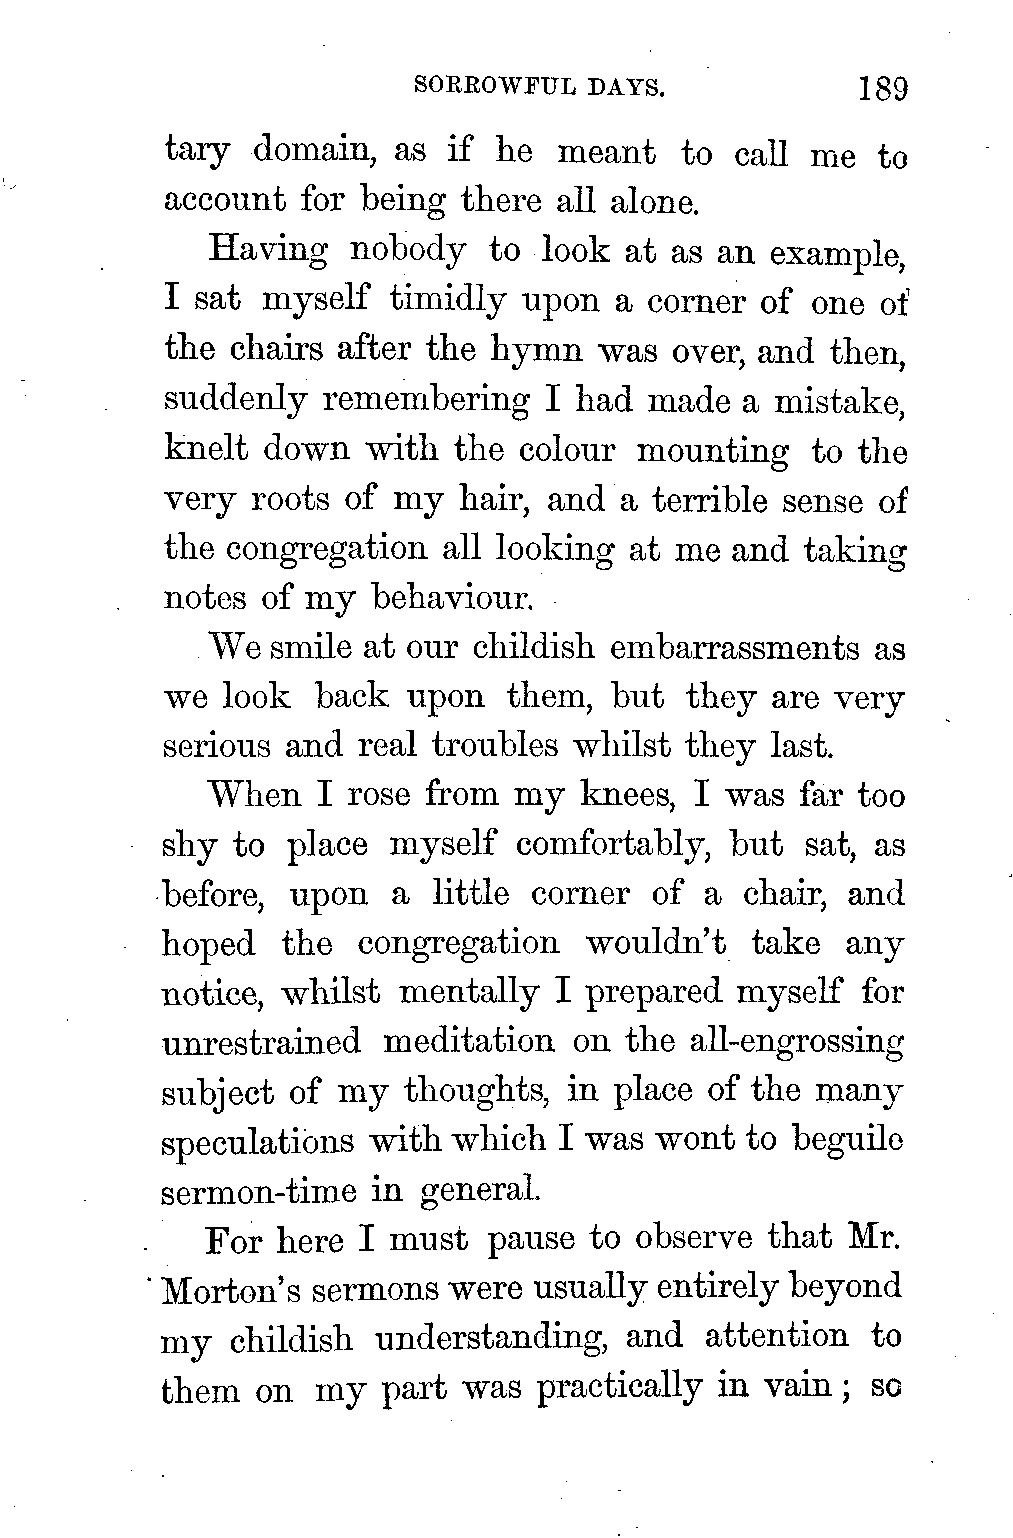 SORROWFUL DAYS. 189
tary domain, as if he meant to call me to
account for being there all alone.
Having nobody to look at as an example,
I sat myself timidly upon a corner of one of
the chairs after the hymn was over, and then,
suddenly remembering I had made a mistake,
knelt down with the colour mounting to the
very roots of my hair, and a terrible sense of
the congregation all looking at me and taking
notes of my behaviour.
We smile at our childish embarrassments as
we look back upon them, but they are very
serious and real troubles whilst they last.
When I rose from my knees, I was far too
shy to place myself comfortably, but sat, as
before, upon a little corner of a chair, and
hoped the congregation wouldn't take any
notice, whilst mentally I prepared myself for
unrestrained meditation on the all-engrossing
subject of my thoughts, in place of the many
speculations with which I was wont to beguile
sermon-time in general.
For here I must pause to observe that Mr.
Morton's sermons were usually entirely beyond
my childish understanding, and attention to
them on my part was practically in vain; so